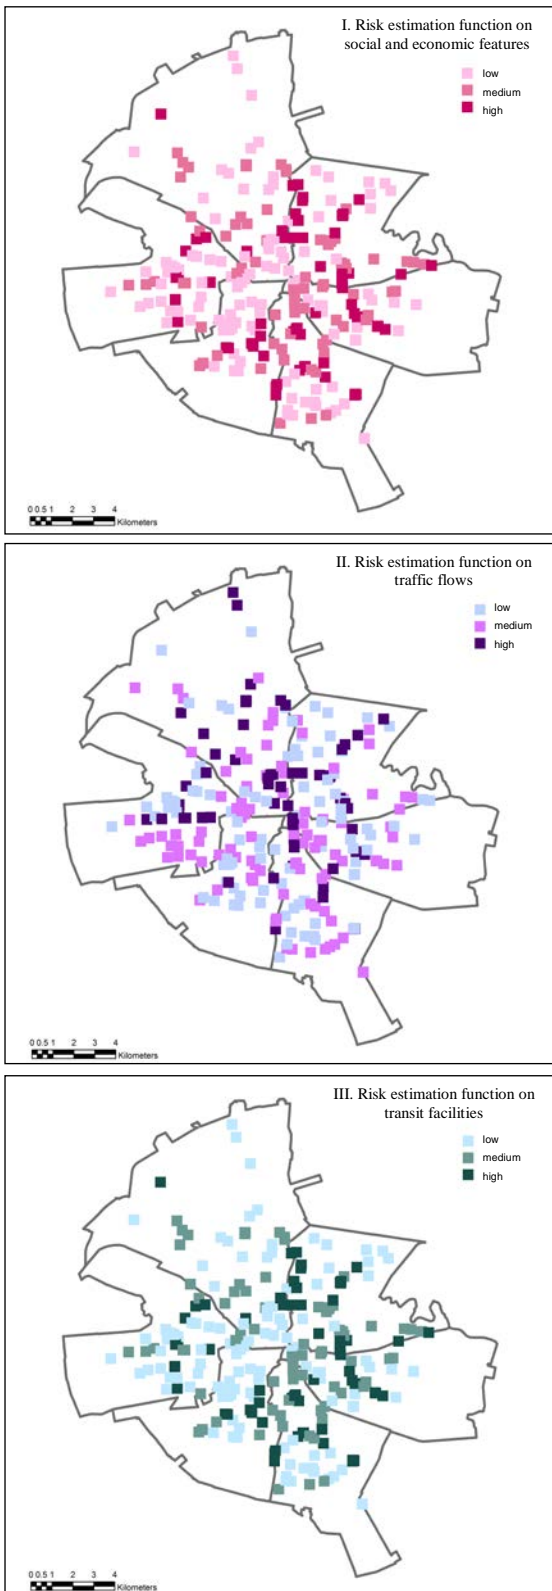 I. Risk estimation function on
social and economic features
low
medium
high
0 0.5 1 2 3 4
Kilometers
II. Risk estimation function on
traffic flows
low
medium
high
0 0.5 1 2 3 4
Kilometers
III. Risk estimation function on
transit facilities
low
medium
high
0 0.5 1 2 3 4
Kilometers